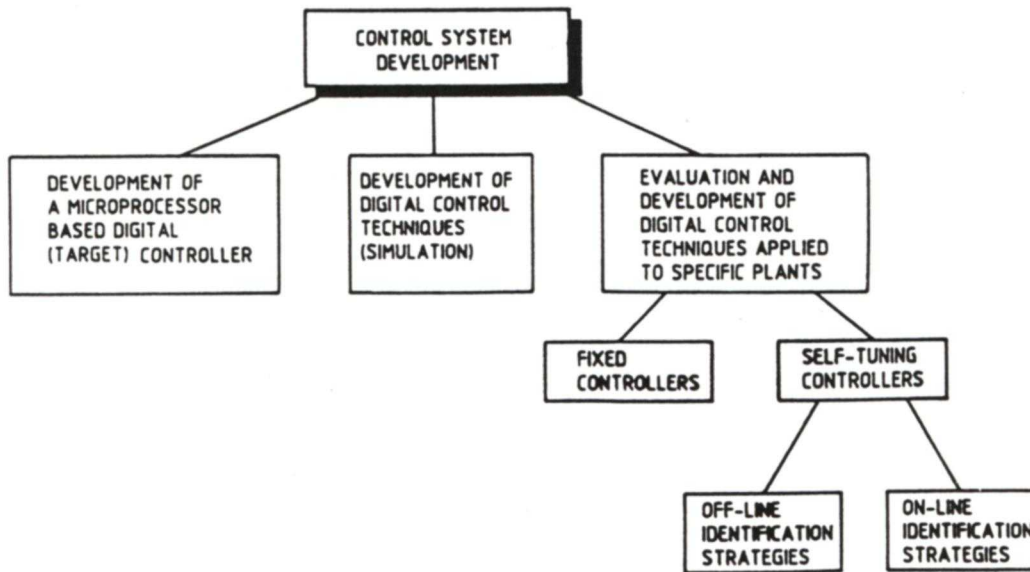 CONTROL SYSTEM
DEVELOPMENT
DEVELOPMENT OF
A MICROPROCESSOR
BASED DIGITAL
(TARGET) CONTROLLER
DEVELOPMENT OF
DIGITAL CONTROL
TECHNIQUES
(SIMULATION)
EVALUATION AND
DEVELOPMENT OF
DIGITAL CONTROL
TECHNIQUES APPLIED
TO SPECIFIC PLANTS
FIXED
CONTROLLERS
SELF-TUNING
CONTROLLERS
OFF-LINE
IDENTIFICATION
STRATEGIES
ON-LINE
IDENTIFICATION
STRATEGIES